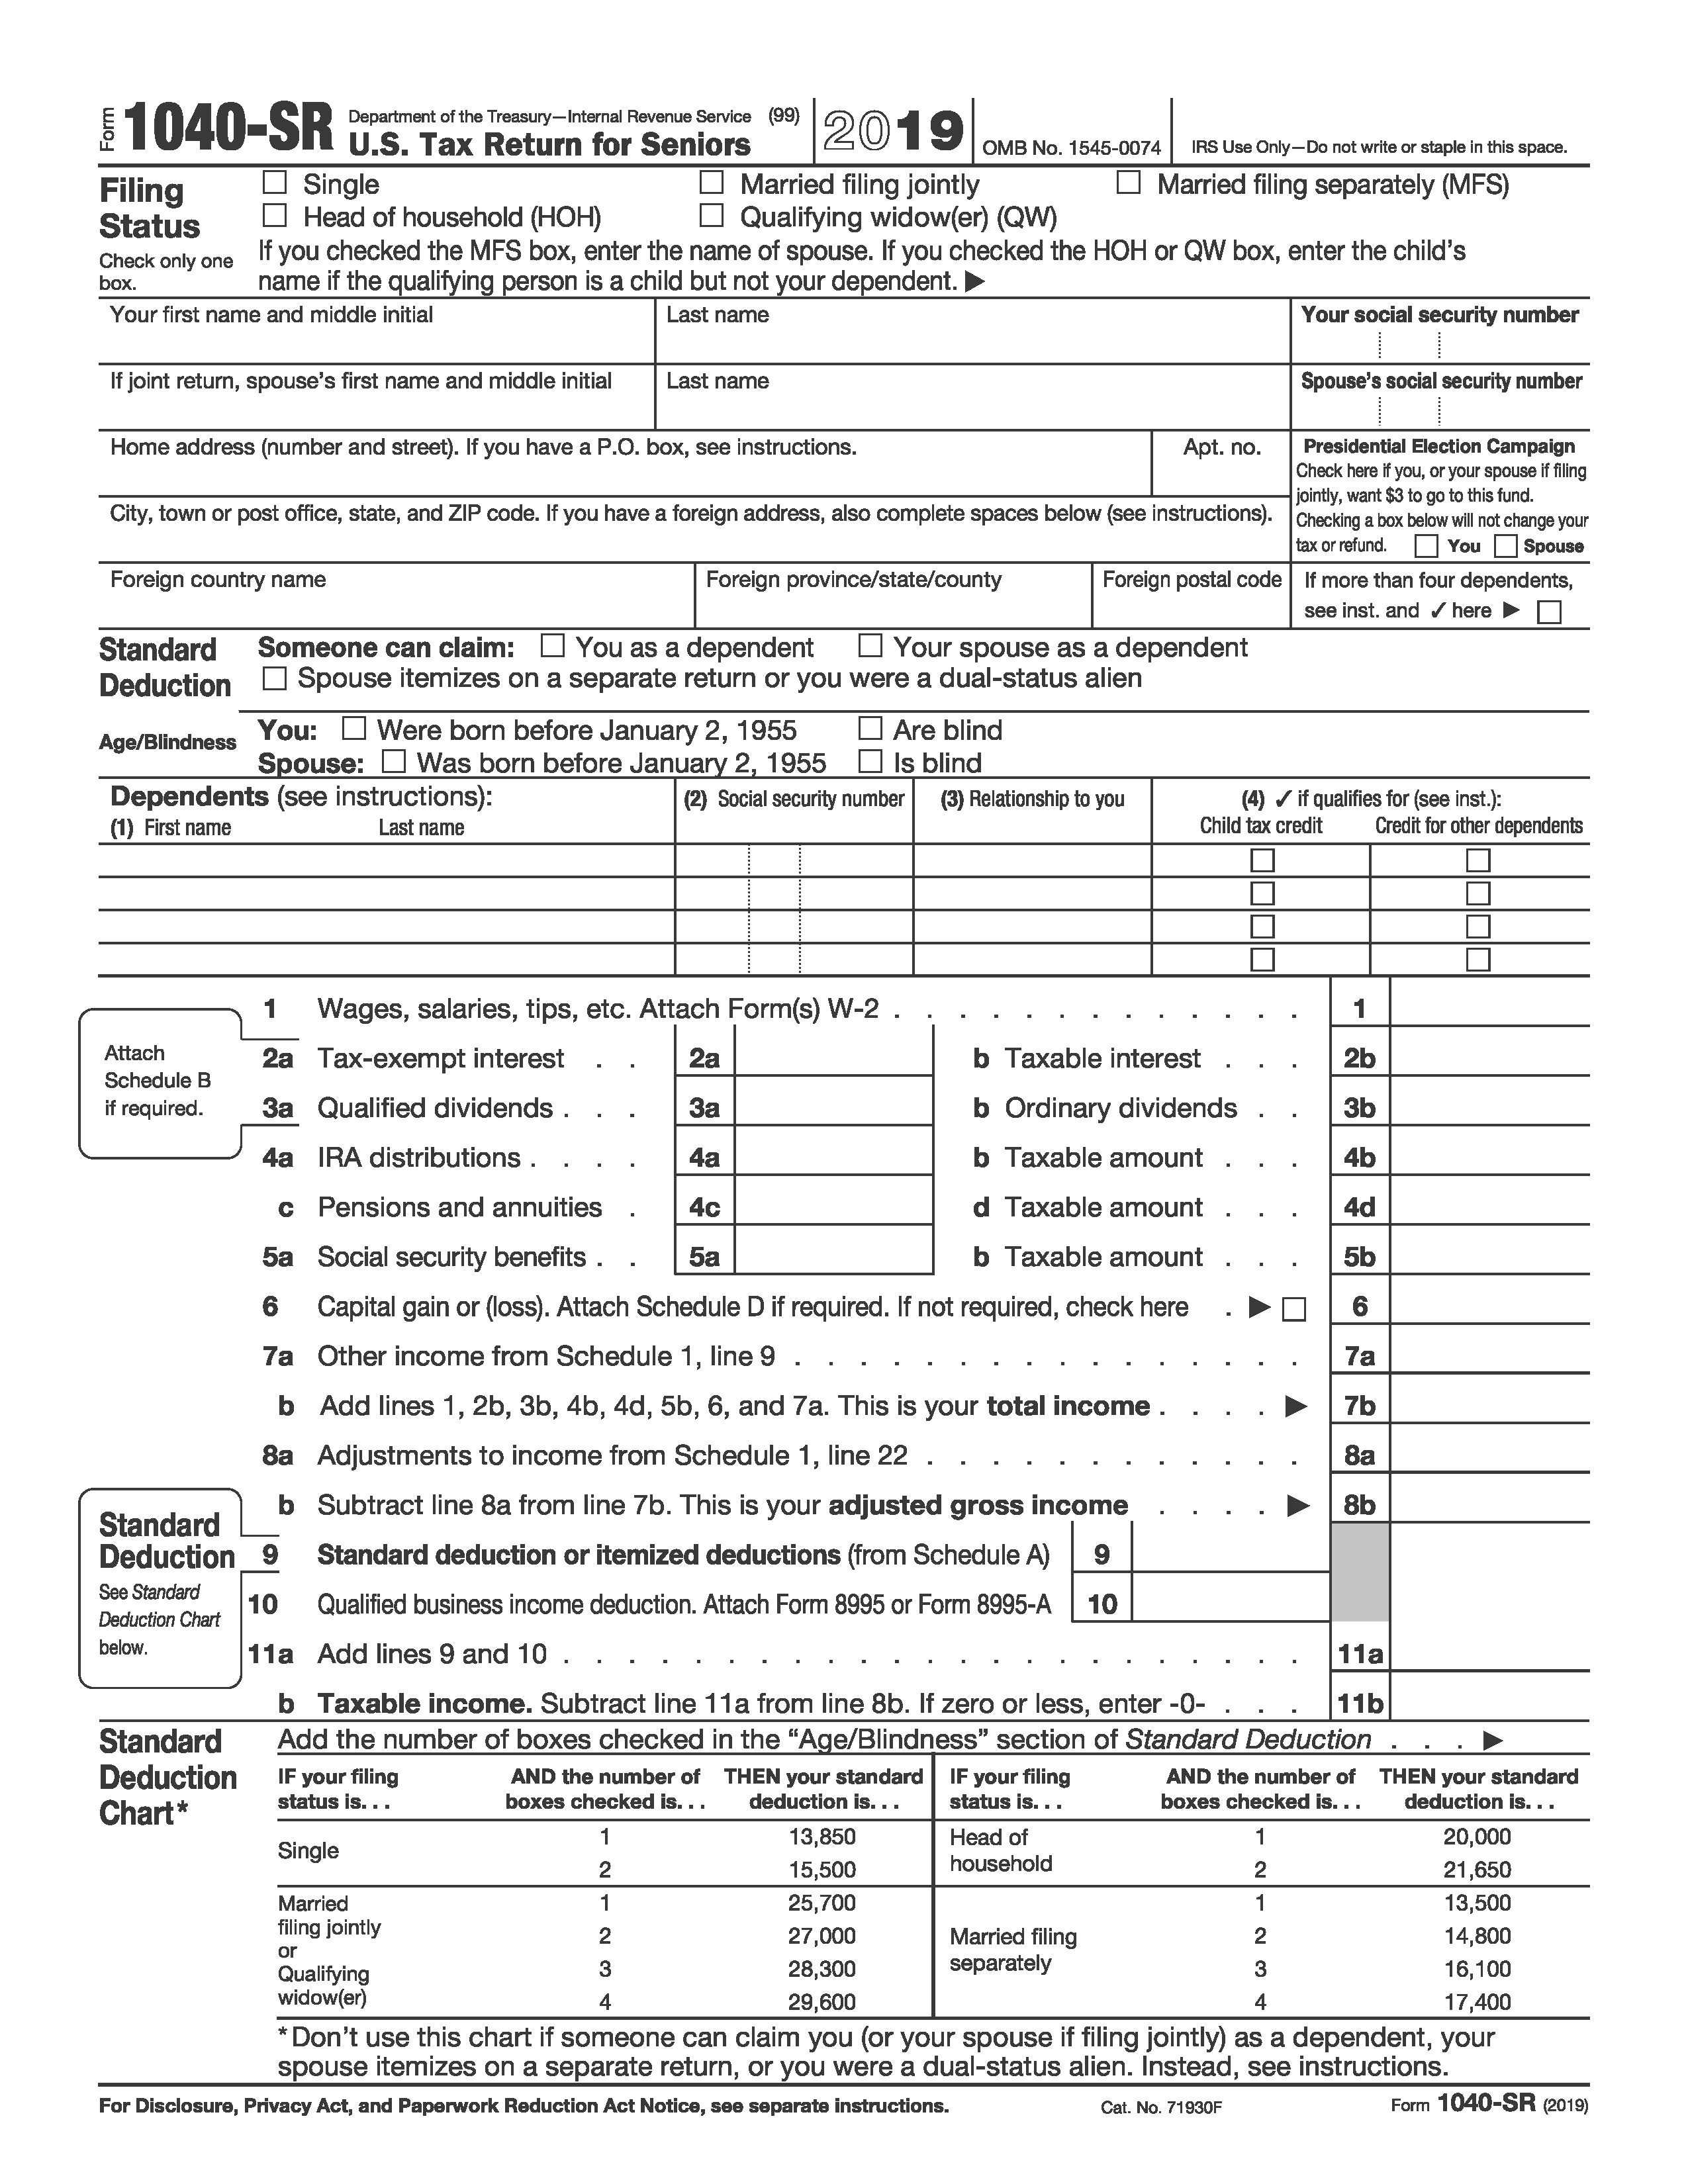 Form 1040-SR Department of the Treasury—Internal Revenue Service (99) U.S. Tax Return for Seniors 2019 OMB No. 1545-0074 IRS Use Only—Do not write or staple in this space.
Filing Status
Check only one box.
☐ Single ☐ Married filing jointly ☐ Married filing separately (MFS)
☐ Head of household (HOH) ☐ Qualifying widow(er) (QW)
If you checked the MFS box, enter the name of spouse. If you checked the HOH or QW box, enter the child’s
name if the qualifying person is a child but not your dependent. ▶
Your first name and middle initial Last name Your social security number
If joint return, spouse’s first name and middle initial Last name Spouse’s social security number
Home address (number and street). If you have a P.O. box, see instructions. Apt. no.
City, town or post office, state, and ZIP code. If you have a foreign address, also complete spaces below (see instructions).
Presidential Election Campaign
Check here if you, or your spouse if filing
jointly, want $3 to go to this fund.
Checking a box below will not change your
tax or refund. ☐ You ☐ Spouse
Foreign country name Foreign province/state/county Foreign postal code
If more than four dependents,
see inst. and ✓ here ▶ ☐
Standard Deduction
Someone can claim: ☐ You as a dependent ☐ Your spouse as a dependent
☐ Spouse itemizes on a separate return or you were a dual-status alien
Age/Blindness
You: ☐ Were born before January 2, 1955 ☐ Are blind
Spouse: ☐ Was born before January 2, 1955 ☐ Is blind
Dependents (see instructions): (2) Social security number (3) Relationship to you (4) ✓ if qualifies for (see inst.):
(1) First name Last name Child tax credit Credit for other dependents
☐ ☐
☐ ☐
☐ ☐
☐ ☐
1 Wages, salaries, tips, etc. Attach Form(s) W-2 . . . . . . . . . . . . . 1
Attach
Schedule B
if required.
2a Tax-exempt interest . . 2a b Taxable interest . . . 2b
3a Qualified dividends . . . 3a b Ordinary dividends . . 3b
4a IRA distributions . . . . 4a b Taxable amount . . . 4b
c Pensions and annuities . 4c d Taxable amount . . . 4d
5a Social security benefits . . 5a b Taxable amount . . . 5b
6 Capital gain or (loss). Attach Schedule D if required. If not required, check here . ▶ ☐ 6
7a Other income from Schedule 1, line 9 . . . . . . . . . . . . . . . . 7a
b Add lines 1, 2b, 3b, 4b, 4d, 5b, 6, and 7a. This is your total income . . . . ▶ 7b
8a Adjustments to income from Schedule 1, line 22 . . . . . . . . . . . . 8a
b Subtract line 8a from line 7b. This is your adjusted gross income . . . . ▶ 8b
Standard
Deduction
See Standard
Deduction Chart
below.
9 Standard deduction or itemized deductions (from Schedule A) 9
10 Qualified business income deduction. Attach Form 8995 or Form 8995-A 10
11a Add lines 9 and 10 . . . . . . . . . . . . . . . . . . . . . . . 11a
b Taxable income. Subtract line 11a from line 8b. If zero or less, enter -0- . . . 11b
Standard
Deduction
Chart*
Add the number of boxes checked in the “Age/Blindness” section of Standard Deduction . . . ▶
IF your filing AND the number of THEN your standard IF your filing AND the number of THEN your standard
status is. . . boxes checked is. . . deduction is. . . status is. . . boxes checked is. . . deduction is. . .
Single
1 13,850
2 15,500
Head of
household
1 20,000
2 21,650
Married
filing jointly
or
Qualifying
widow(er)
1 25,700
2 27,000
3 28,300
4 29,600
Married filing
separately
1 13,500
2 14,800
3 16,100
4 17,400
*Don’t use this chart if someone can claim you (or your spouse if filing jointly) as a dependent, your
spouse itemizes on a separate return, or you were a dual-status alien. Instead, see instructions.
For Disclosure, Privacy Act, and Paperwork Reduction Act Notice, see separate instructions. Cat. No. 71930F Form 1040-SR (2019)